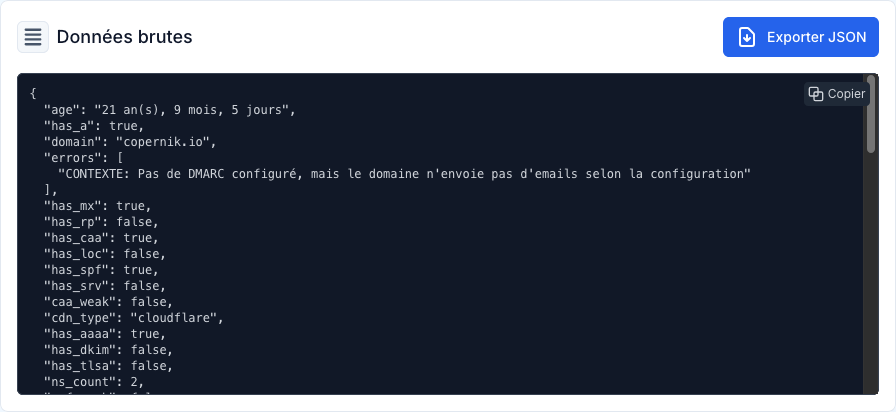 Données brutes
Exporter JSON
Copier
{
"age": "21 an(s), 9 mois, 5 jours",
"has_a": true,
"domain": "copernik.io",
"errors": [
"CONTEXTE: Pas de DMARC configuré, mais le domaine n'envoie pas d'emails selon la configuration"
],
"has_mx": true,
"has_rp": false,
"has_caa": true,
"has_loc": false,
"has_spf": true,
"has_srv": false,
"caa_weak": false,
"cdn_type": "cloudflare",
"has_aaaa": true,
"has_dkim": false,
"has_tlsa": false,
"ns_count": 2,